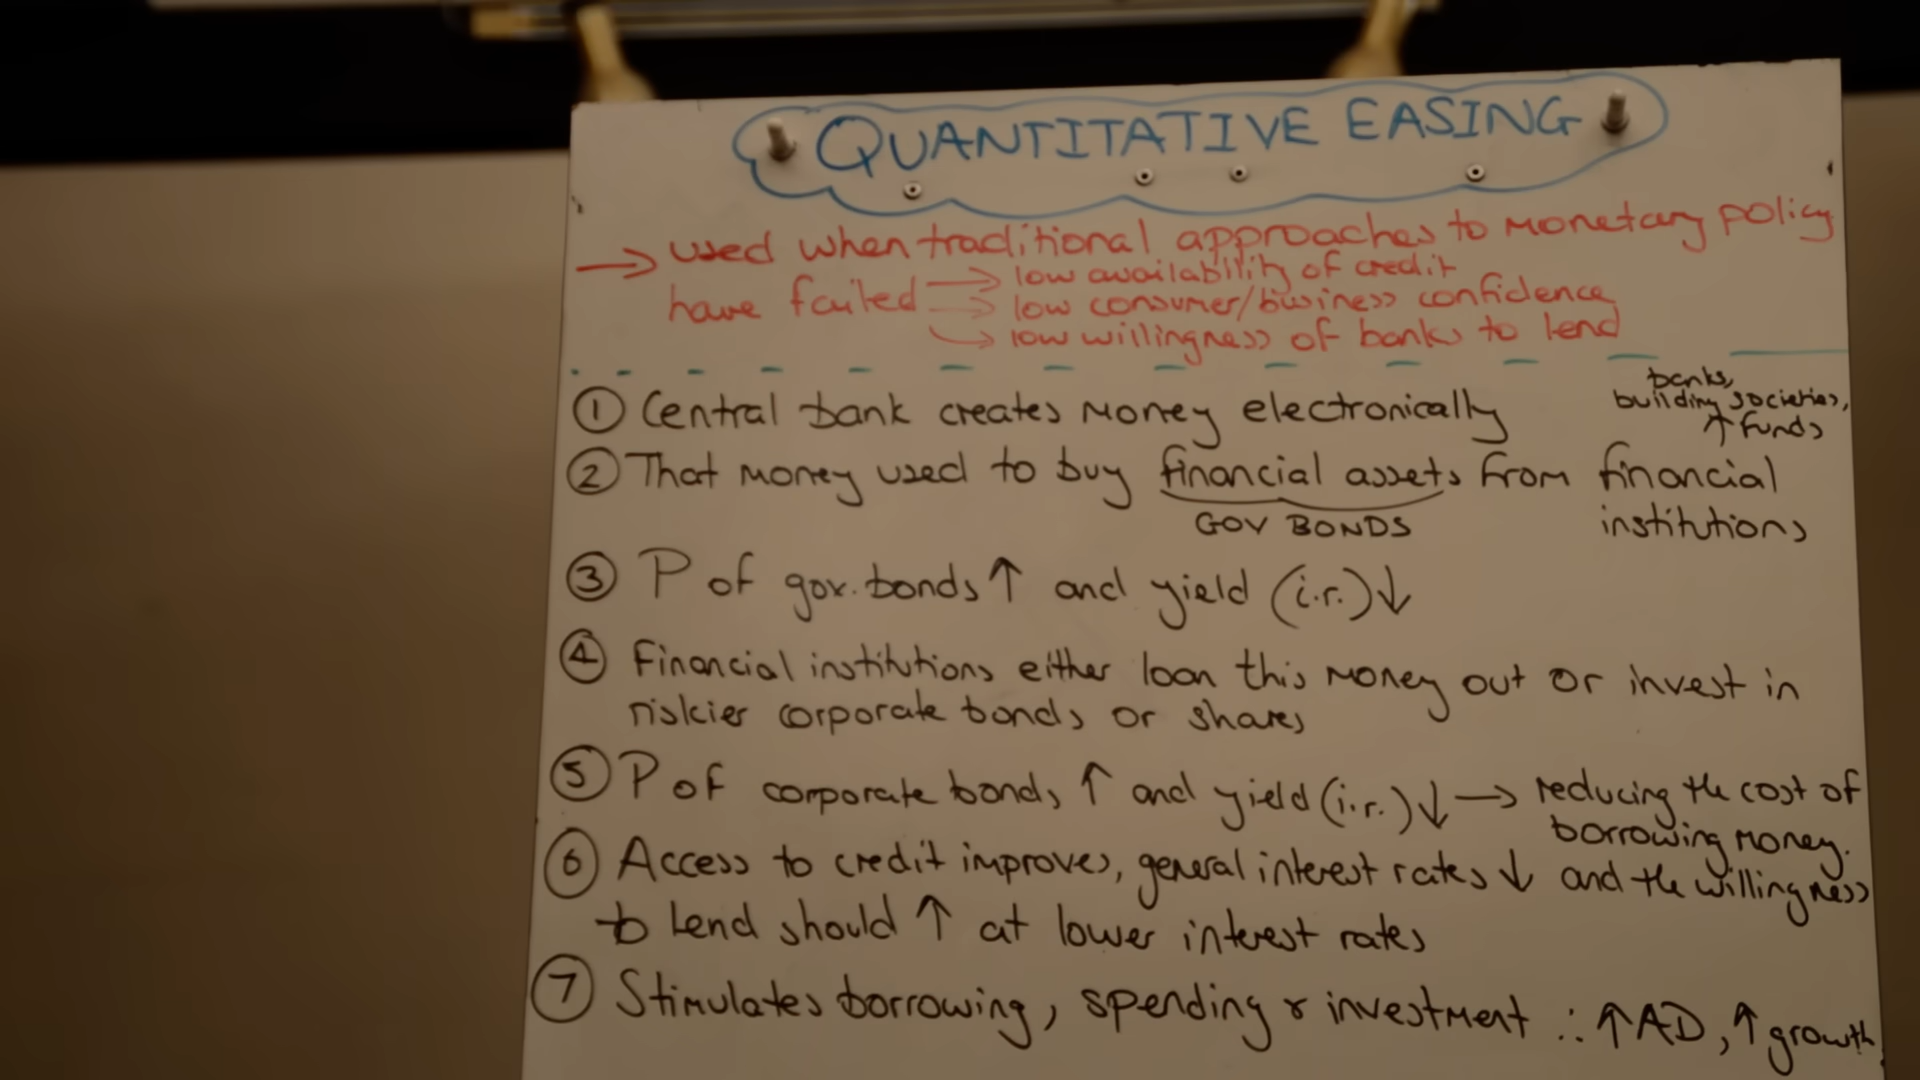 QUANTITATIVE EASING
→ used when traditional approaches to monetary policy
have failed → low availability of credit
→ low consumer/business confidence
→ low willingness of banks to lend
banks,
building societies,
↑ funds
① Central bank creates money electronically
② That money used to buy financial assets from financial
institutions
GOV BONDS
③ P of gov. bonds ↑ and yield (i.r.) ↓
④ Financial institutions either loan this money out or invest in
riskier corporate bonds or shares
⑤ P of corporate bonds ↑ and yield (i.r.) ↓ → reducing the cost of
borrowing money.
⑥ Access to credit improves, general interest rates ↓ and the willingness
to lend should ↑ at lower interest rates
⑦ Stimulates borrowing, spending & investment ∴ ↑ AD, ↑ growth